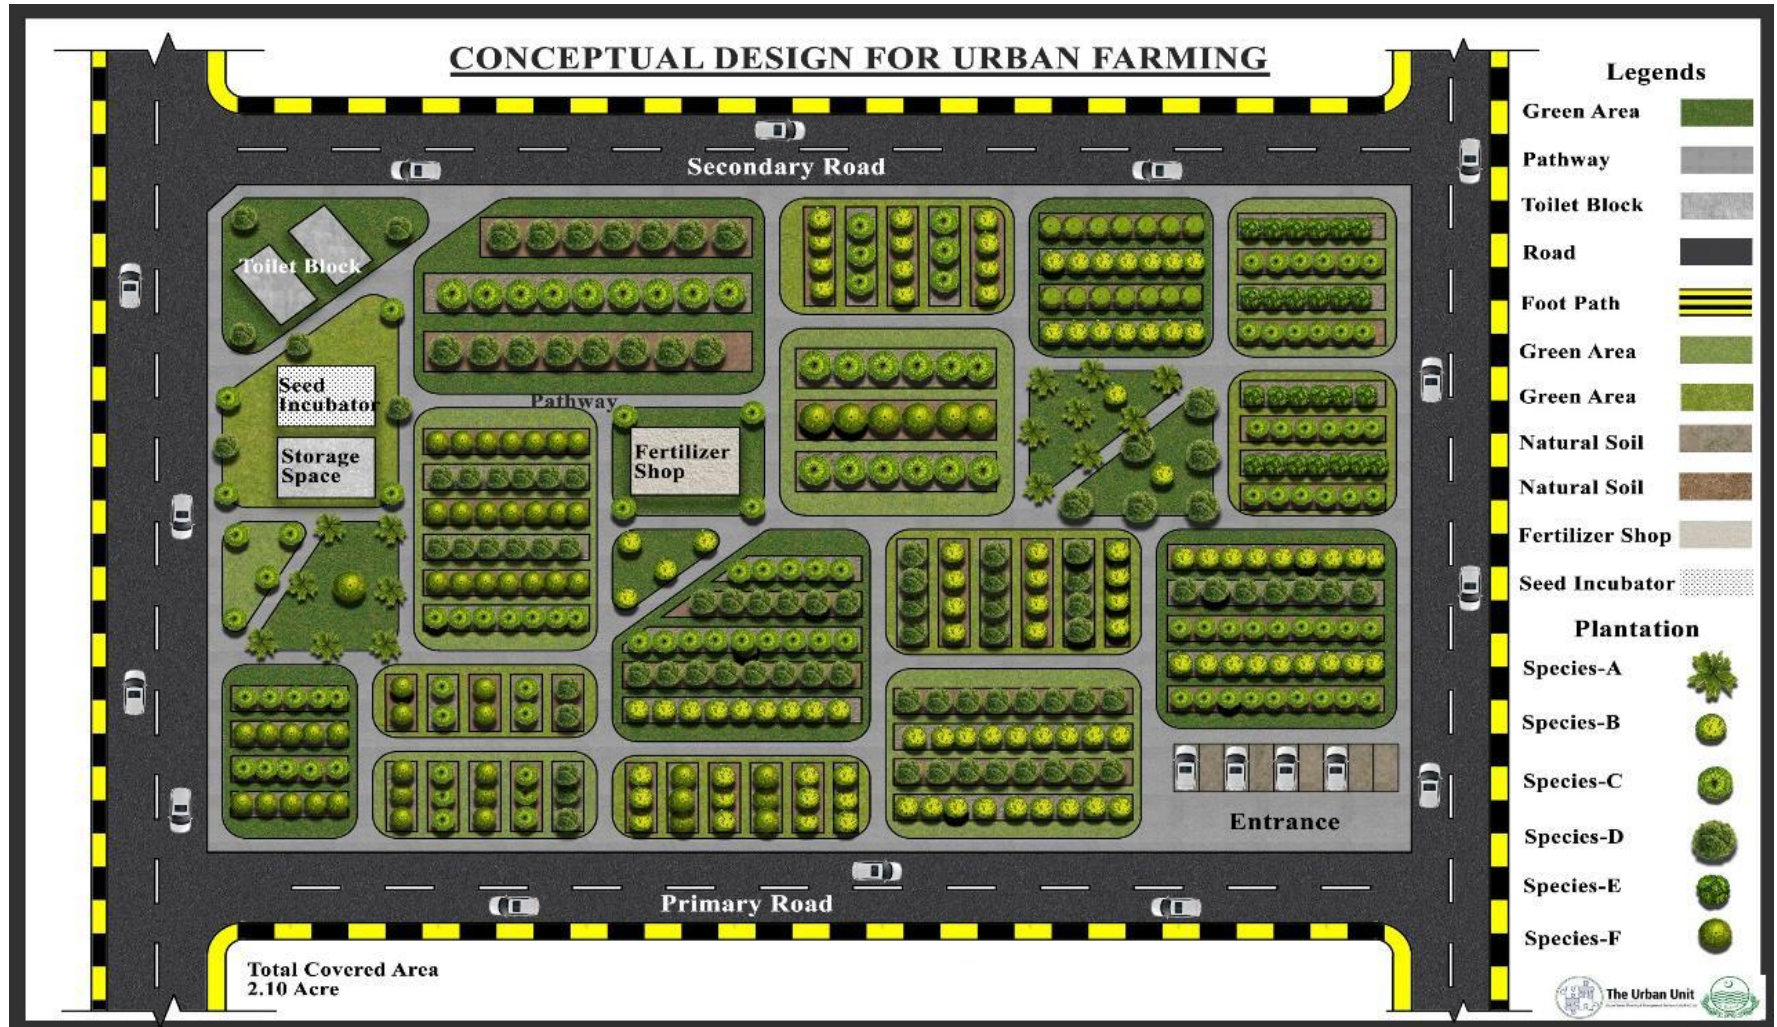 CONCEPTUAL DESIGN FOR URBAN FARMING
Secondary Road
Toilet Block
Seed
Incubator
Pathway
Storage
Space
Fertilizer
Shop
Entrance
Primary Road
Total Covered Area
2.10 Acre
Legends
Green Area
Pathway
Toilet Block
Road
Foot Path
Green Area
Green Area
Natural Soil
Natural Soil
Fertilizer Shop
Seed Incubator
Plantation
Species-A
Species-B
Species-C
Species-D
Species-E
Species-F
The Urban Unit